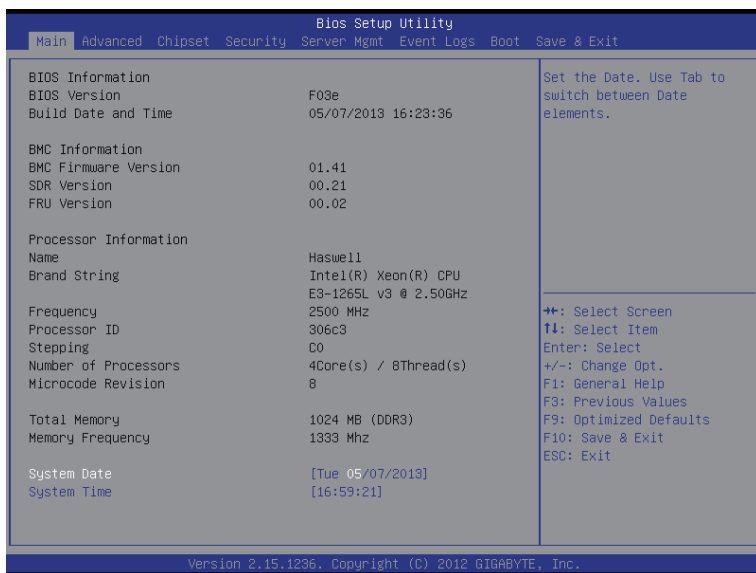 Bios Setup Utility
Main Advanced Chipset Security Server Mgmt Event Logs Boot Save & Exit
BIOS Information
BIOS Version F03e
Build Date and Time 05/07/2013 16:23:36
BMC Information
BMC Firmware Version 01.41
SDR Version 00.21
FRU Version 00.02
Processor Information
Name Haswell
Brand String Intel(R) Xeon(R) CPU
E3-1265L v3 @ 2.50GHz
Frequency 2500 MHz
Processor ID 306c3
Stepping C0
Number of Processors 4Core(s) / 8Thread(s)
Microcode Revision 8
Total Memory 1024 MB (DDR3)
Memory Frequency 1333 Mhz
System Date [Tue 05/07/2013]
System Time [16:59:21]
Set the Date. Use Tab to
switch between Date
elements.
→←: Select Screen
↑↓: Select Item
Enter: Select
+/-: Change Opt.
F1: General Help
F3: Previous Values
F9: Optimized Defaults
F10: Save & Exit
ESC: Exit
Version 2.15.1236. Copyright (C) 2012 GIGABYTE, Inc.